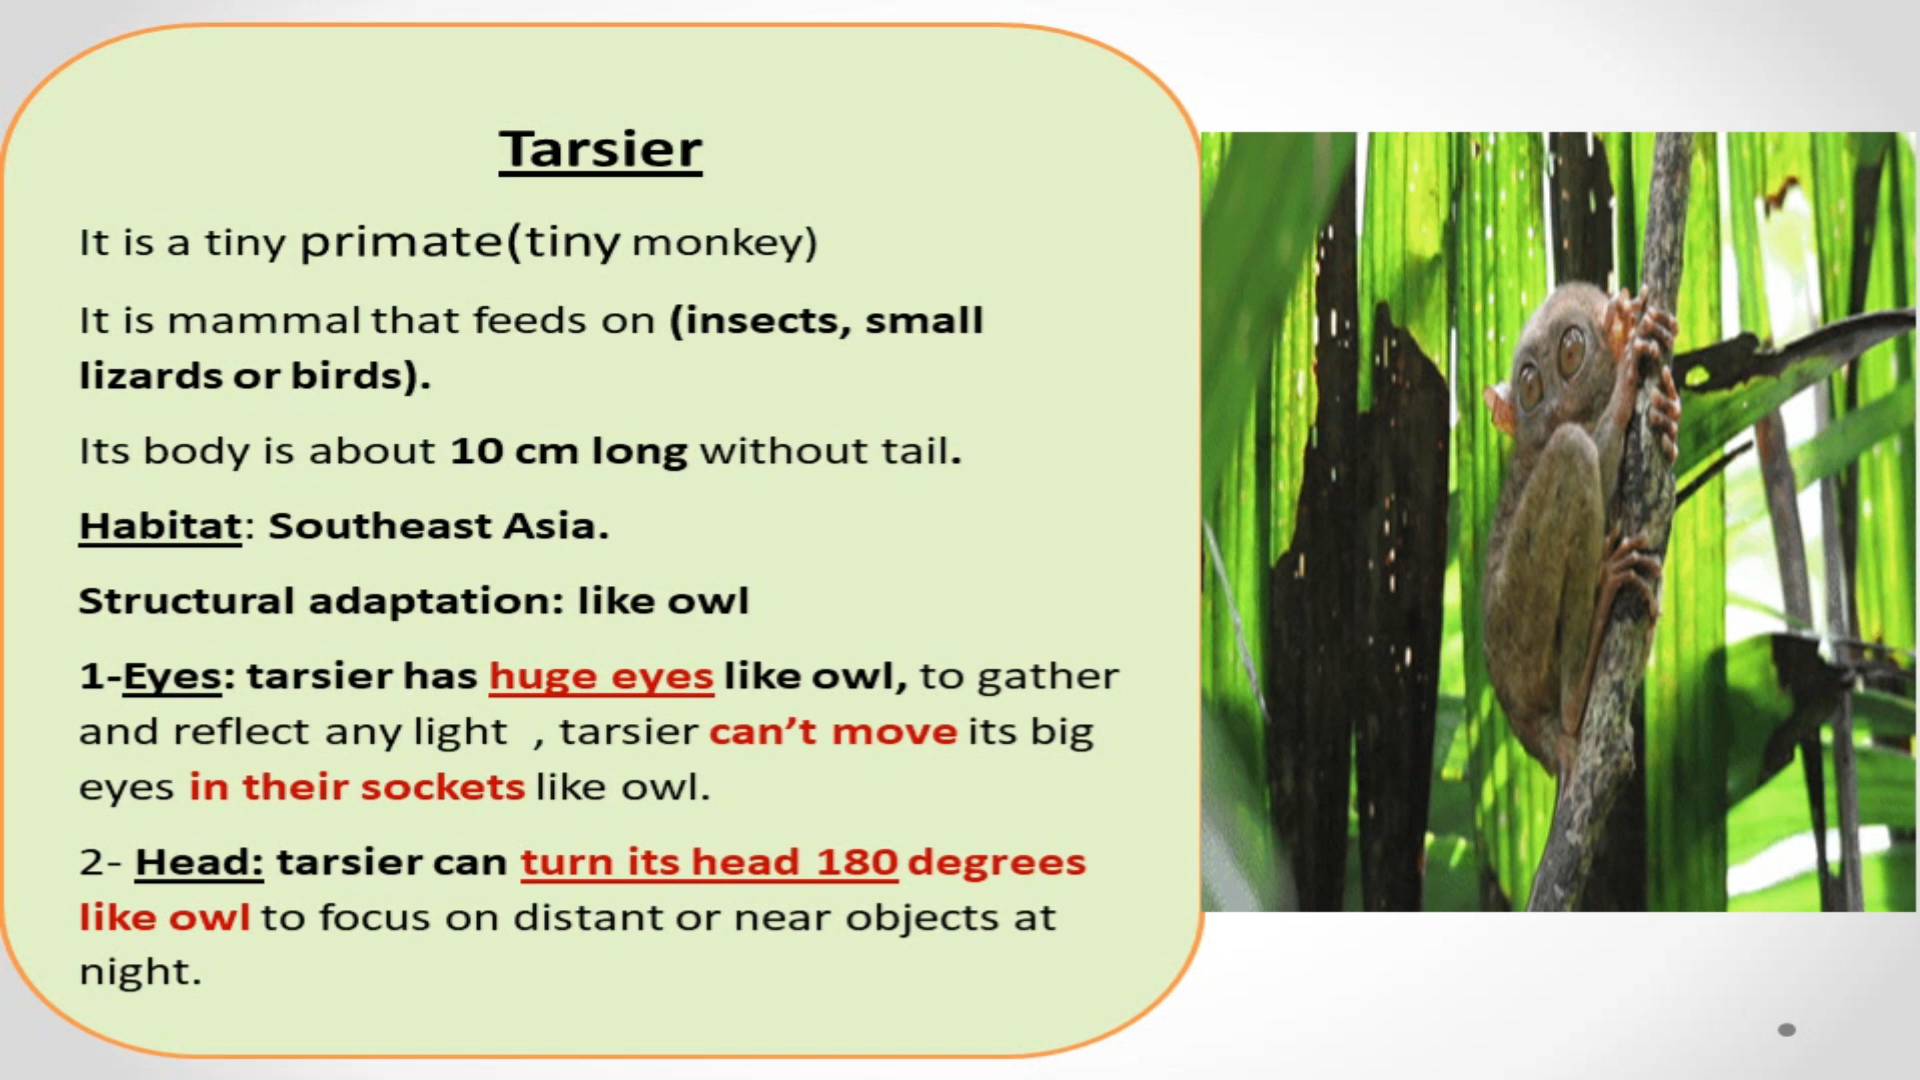 Tarsier
It is a tiny primate(tiny monkey)
It is mammal that feeds on (insects, small
lizards or birds).
Its body is about 10 cm long without tail.
Habitat: Southeast Asia.
Structural adaptation: like owl
1-Eyes: tarsier has huge eyes like owl, to gather
and reflect any light  , tarsier can’t move its big
eyes in their sockets like owl.
2- Head: tarsier can turn its head 180 degrees
like owl to focus on distant or near objects at
night.